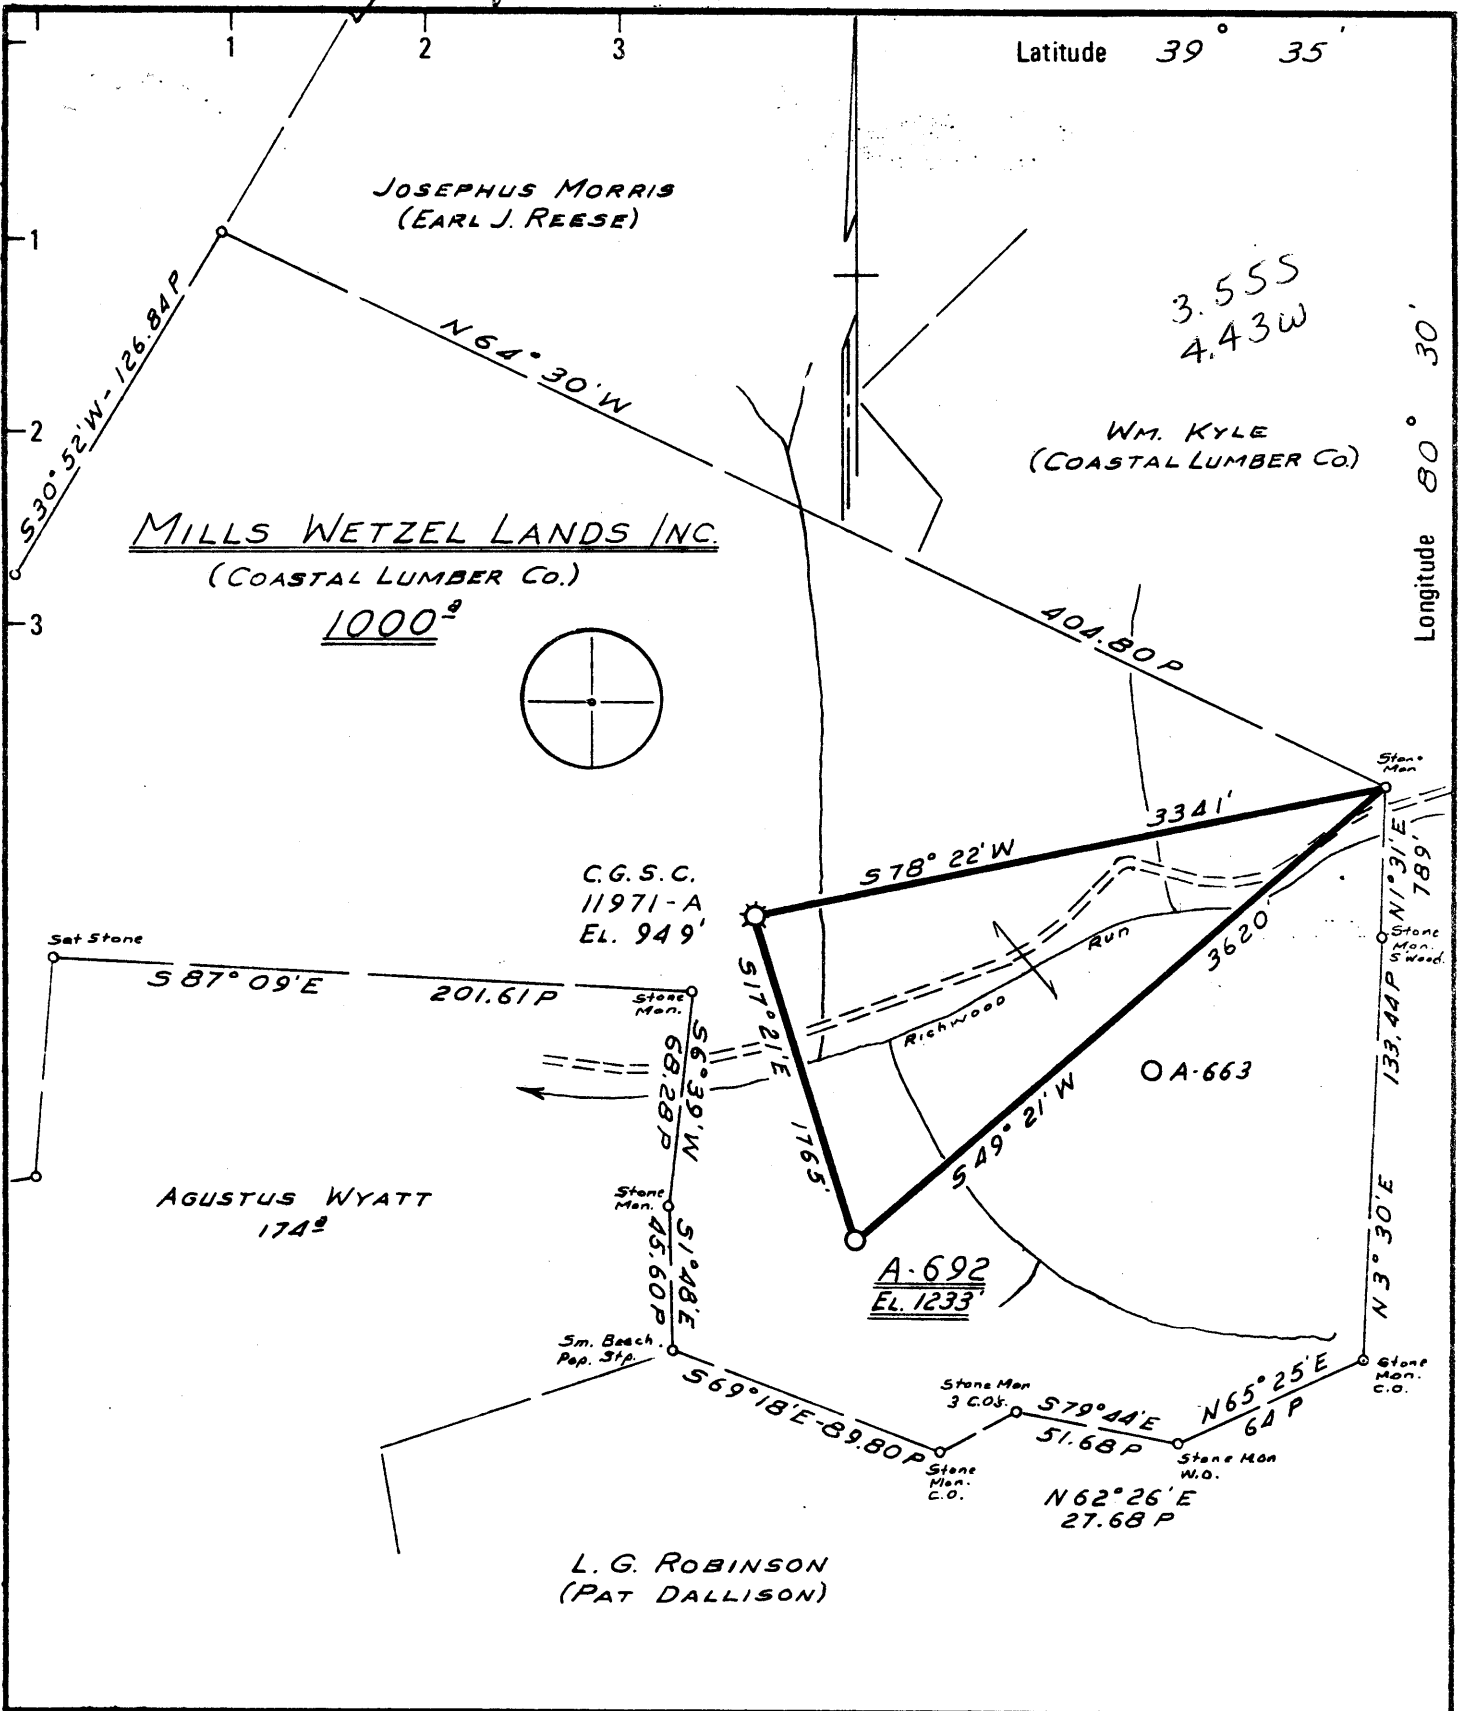 1
2
3
Latitude 39° 35'
JOSEPHUS MORRIS
(EARL J. REESE)
1
3.55S
4.43W
S30°52'W-126.84P
N64°30'W
Longitude 80° 30'
2
WM. KYLE
(COASTAL LUMBER CO.)
MILLS WETZEL LANDS INC.
(COASTAL LUMBER CO.)
1000ª
3
404.80P
Stone
Mon
3341'
S78°22'W
N1°31'E
789'
C.G.S.C.
11971-A
EL. 949'
3620'
Run
Richwood
Stone
Mon.
S'Wood.
Set Stone
S87°09'E
201.61P
Stone
Mon.
S17°21'E
1765'
S6°39'W
68.28P
A-663
133.44P
N3°30'E
S49°21'W
AGUSTUS WYATT
174ª
Stone
Mon.
S1°48'E
45.60P
A-692
EL. 1233'
Sm. Beech.
Pop. Stp.
S69°18'E-89.80P
Stone Mon
3 C.O's.
S79°44'E
51.68P
N65°25'E
64P
Stone
Mon.
C.O.
Stone
Mon.
C.O.
Stone Mon
W.O.
N62°26'E
27.68P
L. G. ROBINSON
(PAT DALLISON)